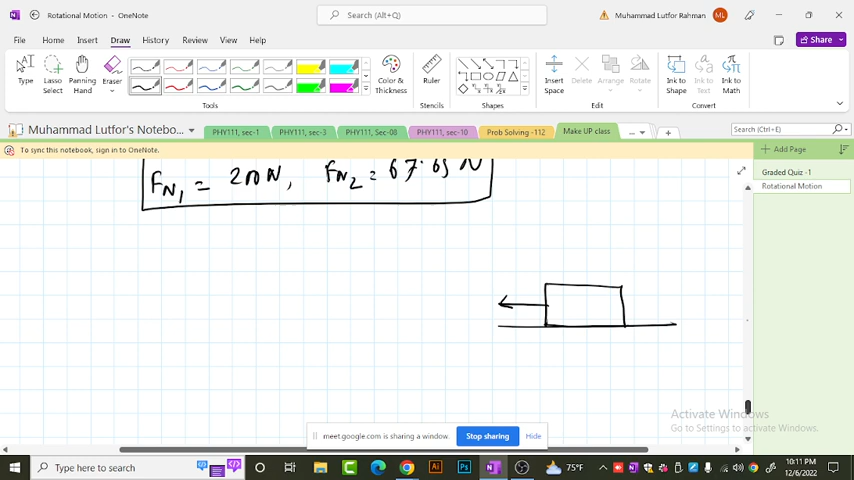 Rotational Motion - OneNote
Search (Alt+Q)
Muhammad Lutfor Rahman
ML
File Home Insert Draw History Review View Help
Share
Type
Lasso Select
Panning Hand
Eraser
Color & thickness
Ruler
Insert Space
Delete
Arrange
Rotate
Ink to Shape
Ink to Text
Ink to Math
Tools
Stencils
Shapes
Edit
Convert
Muhammad Lutfor's Notebo...
PHY111, sec-1
PHY111, sec-3
PHY111, Sec-08
PHY111, sec-10
Prob Solving -112
Make UP class
Search (Ctrl+E)
To sync this notebook, sign in to OneNote.
Add Page
Graded Quiz -1
Rotational Motion
Activate Windows
Go to Settings to activate Windows.
meet.google.com is sharing a window.
Stop sharing
Hide
Type here to search
75°F
10:11 PM
12/6/2022